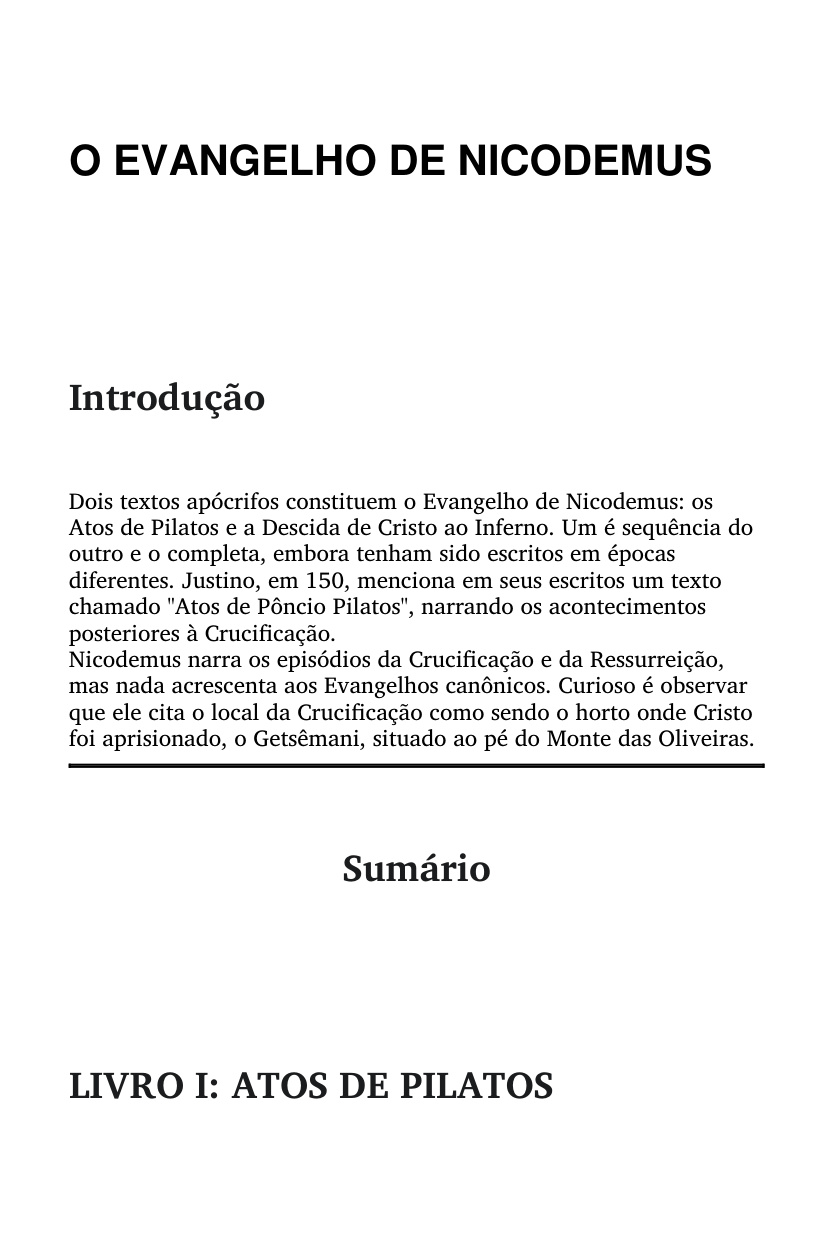 O EVANGELHO DE NICODEMUS
Introdução
Dois textos apócrifos constituem o Evangelho de Nicodemus: os
Atos de Pilatos e a Descida de Cristo ao Inferno. Um é sequência do
outro e o completa, embora tenham sido escritos em épocas
diferentes. Justino, em 150, menciona em seus escritos um texto
chamado "Atos de Pôncio Pilatos", narrando os acontecimentos
posteriores à Crucificação.
Nicodemus narra os episódios da Crucificação e da Ressurreição,
mas nada acrescenta aos Evangelhos canônicos. Curioso é observar
que ele cita o local da Crucificação como sendo o horto onde Cristo
foi aprisionado, o Getsêmani, situado ao pé do Monte das Oliveiras.
Sumário
LIVRO I: ATOS DE PILATOS